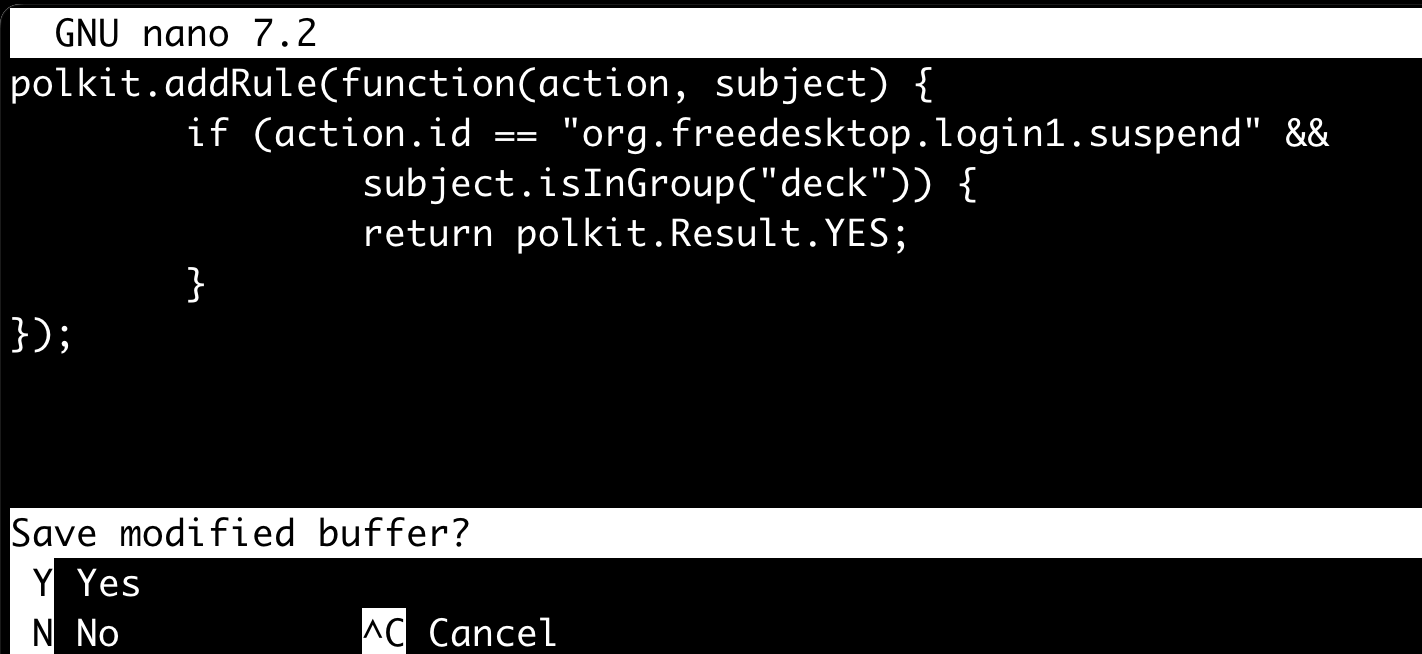 GNU nano 7.2
polkit.addRule(function(action, subject) {
        if (action.id == "org.freedesktop.login1.suspend" &&
                subject.isInGroup("deck")) {
                return polkit.Result.YES;
        }
});
Save modified buffer?
Y Yes
N No ^C Cancel